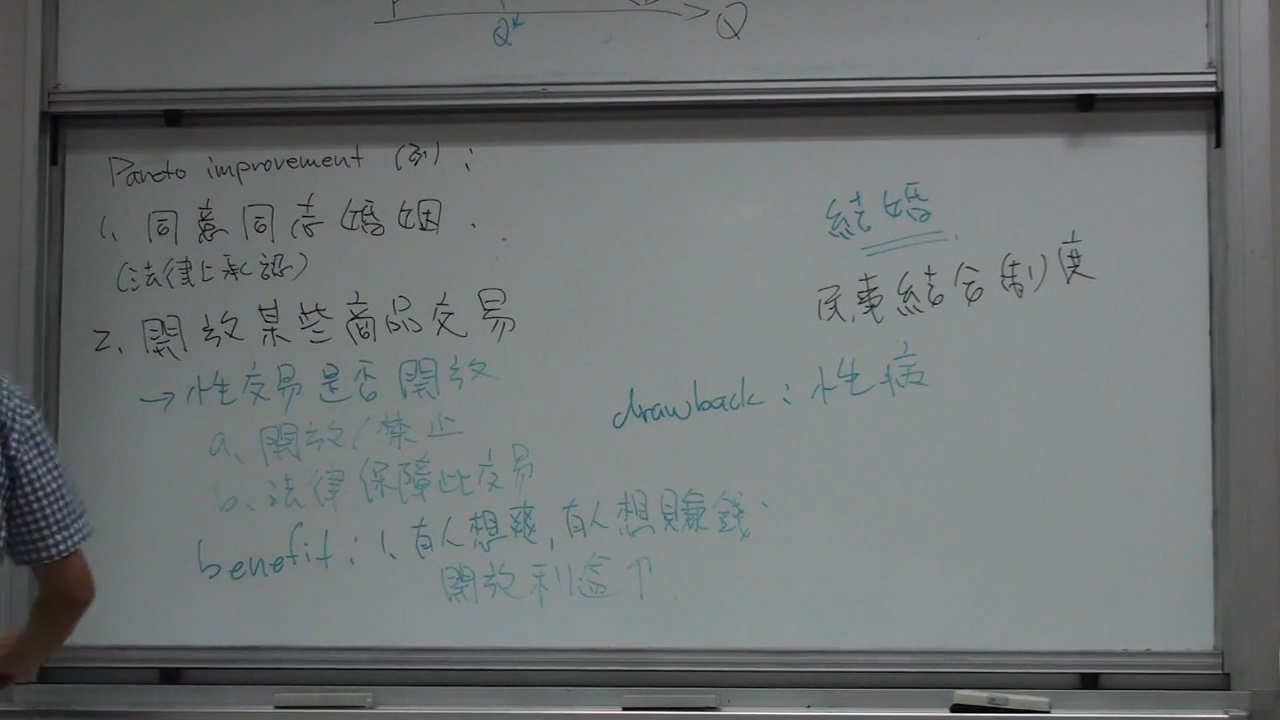 Q*
Q
Pareto improvement (例):
1. 同意同志婚姻.
(法律上承認)
2. 開放某些商品交易
→性交易是否開放
a. 開放/禁止
b. 法律保障此交易
benefit: 1. 有人想爽,有人想賺錢.
開放利益↑
結婚
民事結合制度
drawback: 性病